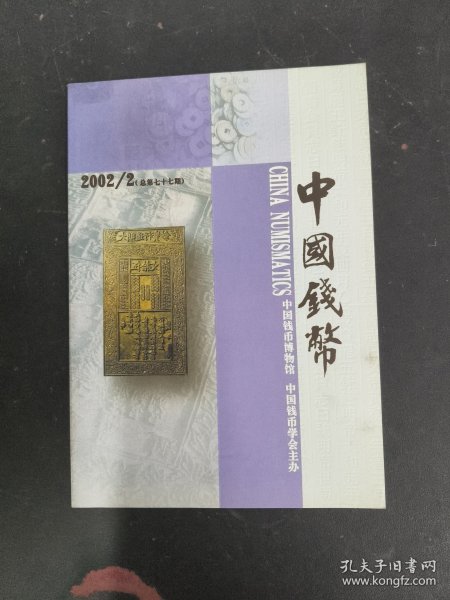 2002/2(总第七十七期)
中國錢幣
CHINA NUMISMATICS
中国钱币博物馆 中国钱币学会主办
孔夫子旧书网
www.kongfz.com